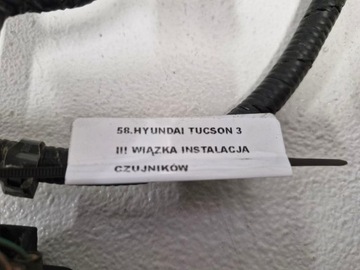 58.HYUNDAI TUCSON 3
III WIĄZKA INSTALACJA
CZUJNIKÓW